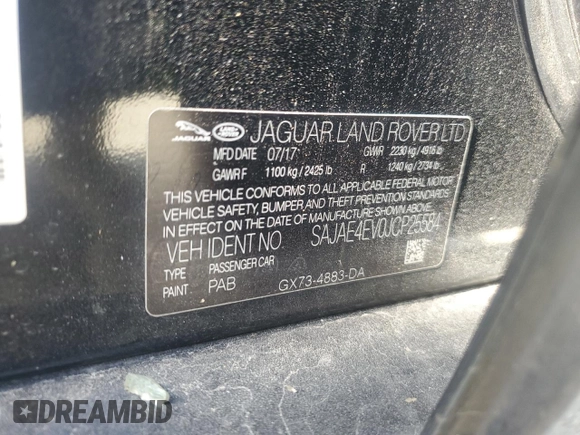 JAGUAR
LAND ROVER
JAGUAR LAND ROVER LTD
MFD DATE 07/17 GVWR 2230 kg / 4916 lb
GAWR F 1100 kg / 2425 lb R 1240 kg / 2734 lb
THIS VEHICLE CONFORMS TO ALL APPLICABLE FEDERAL MOTOR
VEHICLE SAFETY, BUMPER, AND THEFT PREVENTION STANDARDS
IN EFFECT ON THE DATE OF MANUFACTURE SHOWN ABOVE.
VEH IDENT NO. SAJAE4EV0JCP25584
TYPE PASSENGER CAR
PAINT PAB GX73-4883-DA
DREAMBID